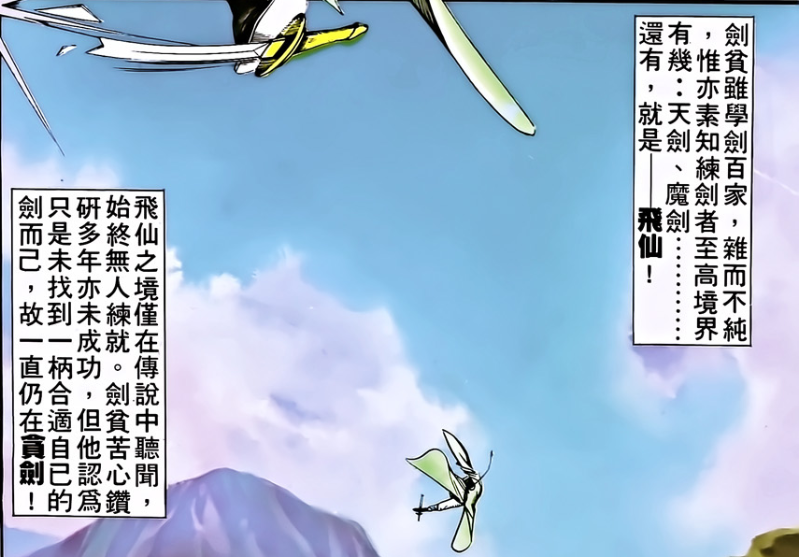 劍貧雖學劍百家，雜而不純
，惟亦素知練劍者至高境界
有幾：天劍、魔劍……………
還有，就是——飛仙！
飛仙之境僅在傳說中聽聞，
始終無人練就。劍貧苦心鑽
研多年亦未成功，但他認為
只是未找到一柄合適自己的
劍而已，故一直仍在貪劍！